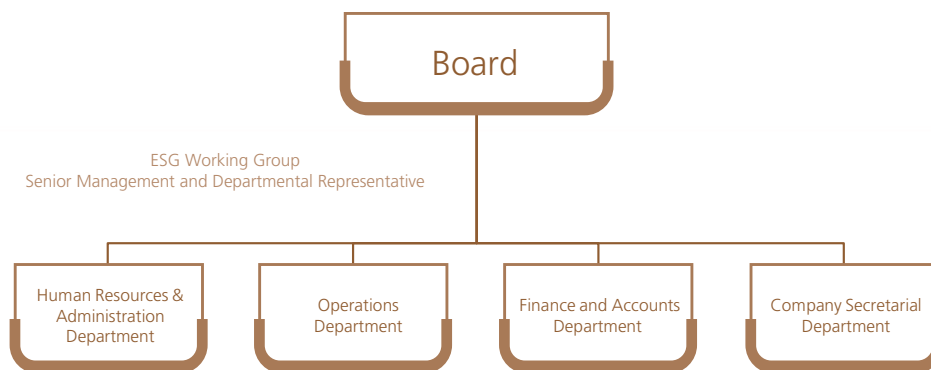 Board
ESG Working Group
Senior Management and Departmental Representative
Human Resources &
Administration
Department
Operations
Department
Finance and Accounts
Department
Company Secretarial
Department